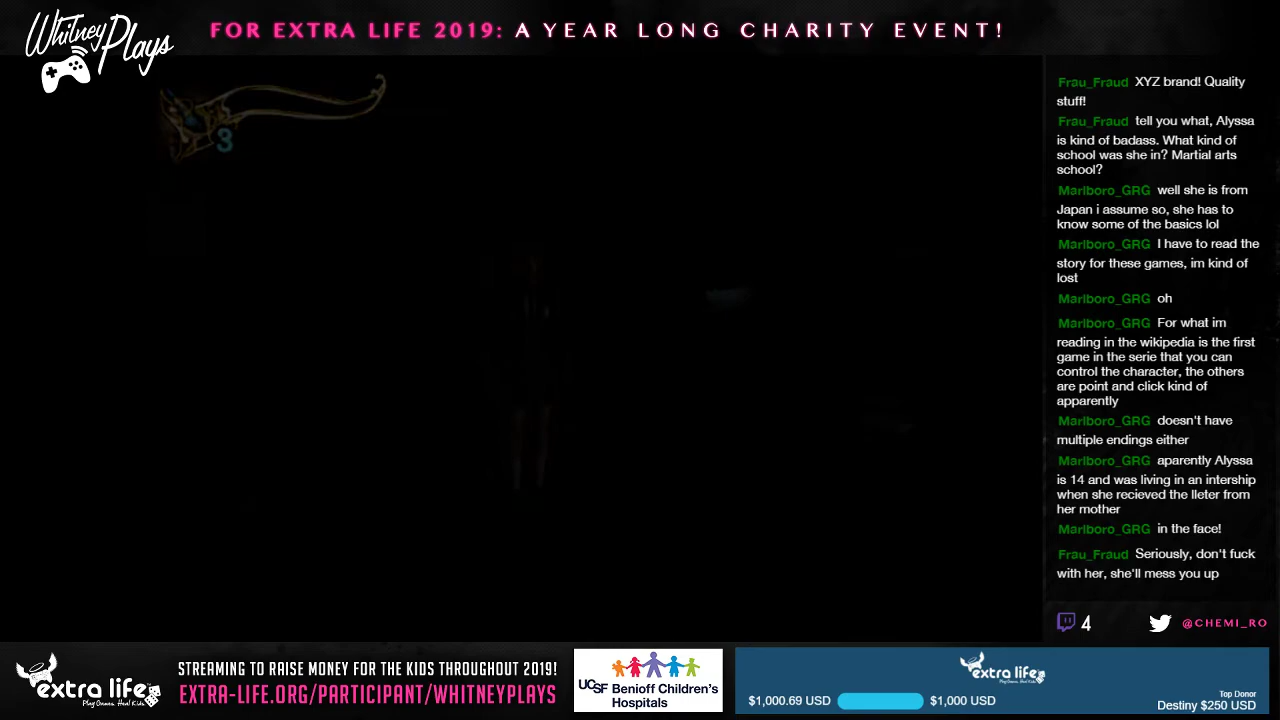 Whitney Plays
FOR EXTRA LIFE 2019: A YEAR LONG CHARITY EVENT!
3
Frau_Fraud XYZ brand! Quality
stuff!
Frau_Fraud tell you what, Alyssa
is kind of badass. What kind of
school was she in? Martial arts
school?
Marlboro_GRG well she is from
Japan i assume so, she has to
know some of the basics lol
Marlboro_GRG I have to read the
story for these games, im kind of
lost
Marlboro_GRG oh
Marlboro_GRG For what im
reading in the wikipedia is the first
game in the serie that you can
control the character, the others
are point and click kind of
apparently
Marlboro_GRG doesn't have
multiple endings either
Marlboro_GRG aparently Alyssa
is 14 and was living in an intership
when she recieved the lleter from
her mother
Marlboro_GRG in the face!
Frau_Fraud Seriously, don't fuck
with her, she'll mess you up
4 @CHEMI_RO
extra life
Play Games. Heal Kids.
STREAMING TO RAISE MONEY FOR THE KIDS THROUGHOUT 2019!
EXTRA-LIFE.ORG/PARTICIPANT/WHITNEYPLAYS
UCSF Benioff Children's
Hospitals
extra life
Play Games. Heal Kids.
$1,000.69 USD $1,000 USD
Top Donor
Destiny $250 USD